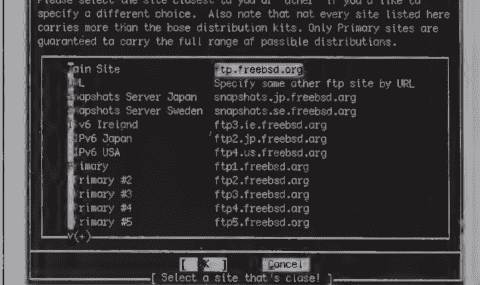 Please select the site closest to you or "other" if you'd like to
specify a different choice. Also note that not every site listed here
carries more than the base distribution kits. Only Primary sites are
guaranteed to carry the full range of possible distributions.
ain Site ftp.freebsd.org
L Specify some other ftp site by URL
napshots Server Japan snapshots.jp.freebsd.org
napshots Server Sweden snapshots.se.freebsd.org
v6 Ireland ftp3.ie.freebsd.org
IPv6 Japan ftp2.jp.freebsd.org
IPv6 USA ftp4.us.freebsd.org
rimary ftp1.freebsd.org
Primary #2 ftp2.freebsd.org
Primary #3 ftp3.freebsd.org
Primary #4 ftp4.freebsd.org
Primary #5 ftp5.freebsd.org
v(+)
[ K ] Cancel
[ Select a site that's close! ]